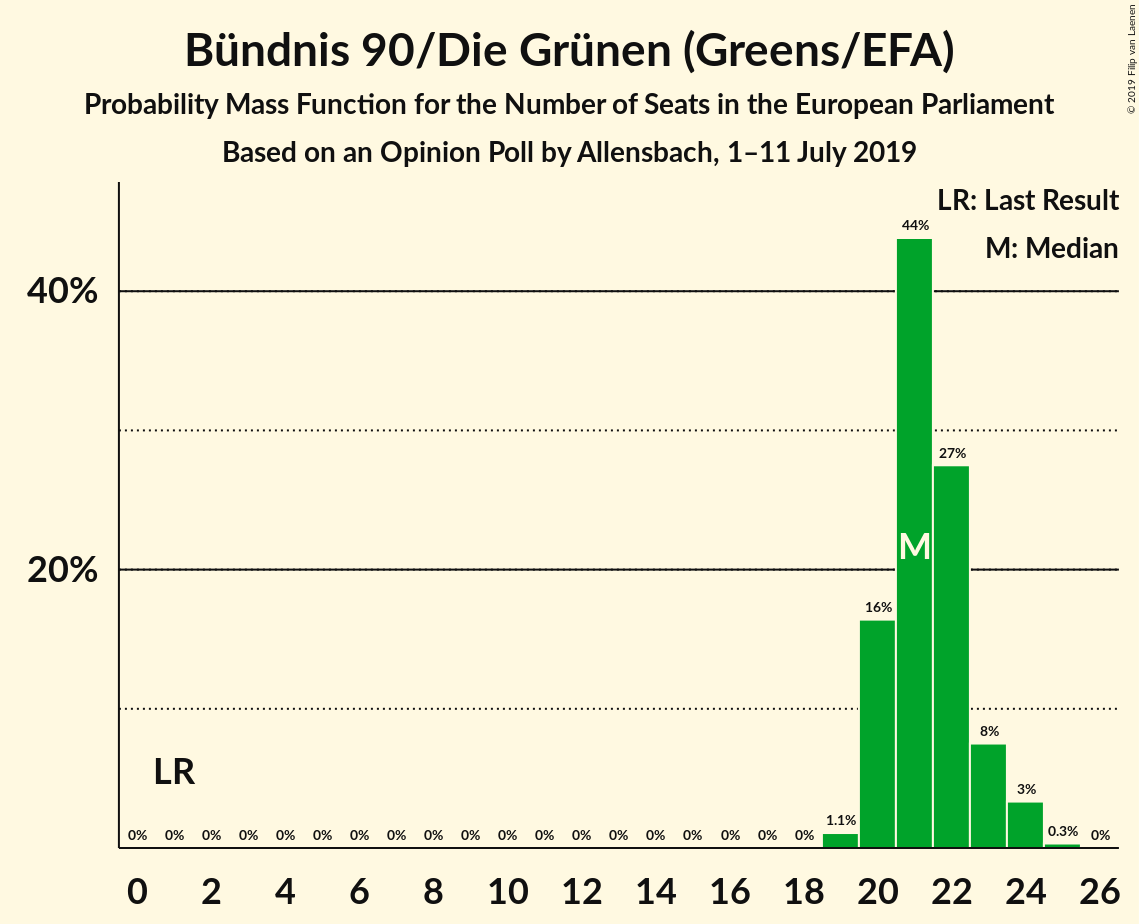 Bündnis 90/Die Grünen (Greens/EFA)
Probability Mass Function for the Number of Seats in the European Parliament
Based on an Opinion Poll by Allensbach, 1–11 July 2019
© 2019 Filip van Laenen
LR: Last Result
M: Median
44%
40%
27%
M
20%
16%
8%
LR
3%
0% 0% 0% 0% 0% 0% 0% 0% 0% 0% 0% 0% 0% 0% 0% 0% 0% 0% 0% 1.1% 0.3% 0%
0 2 4 6 8 10 12 14 16 18 20 22 24 26